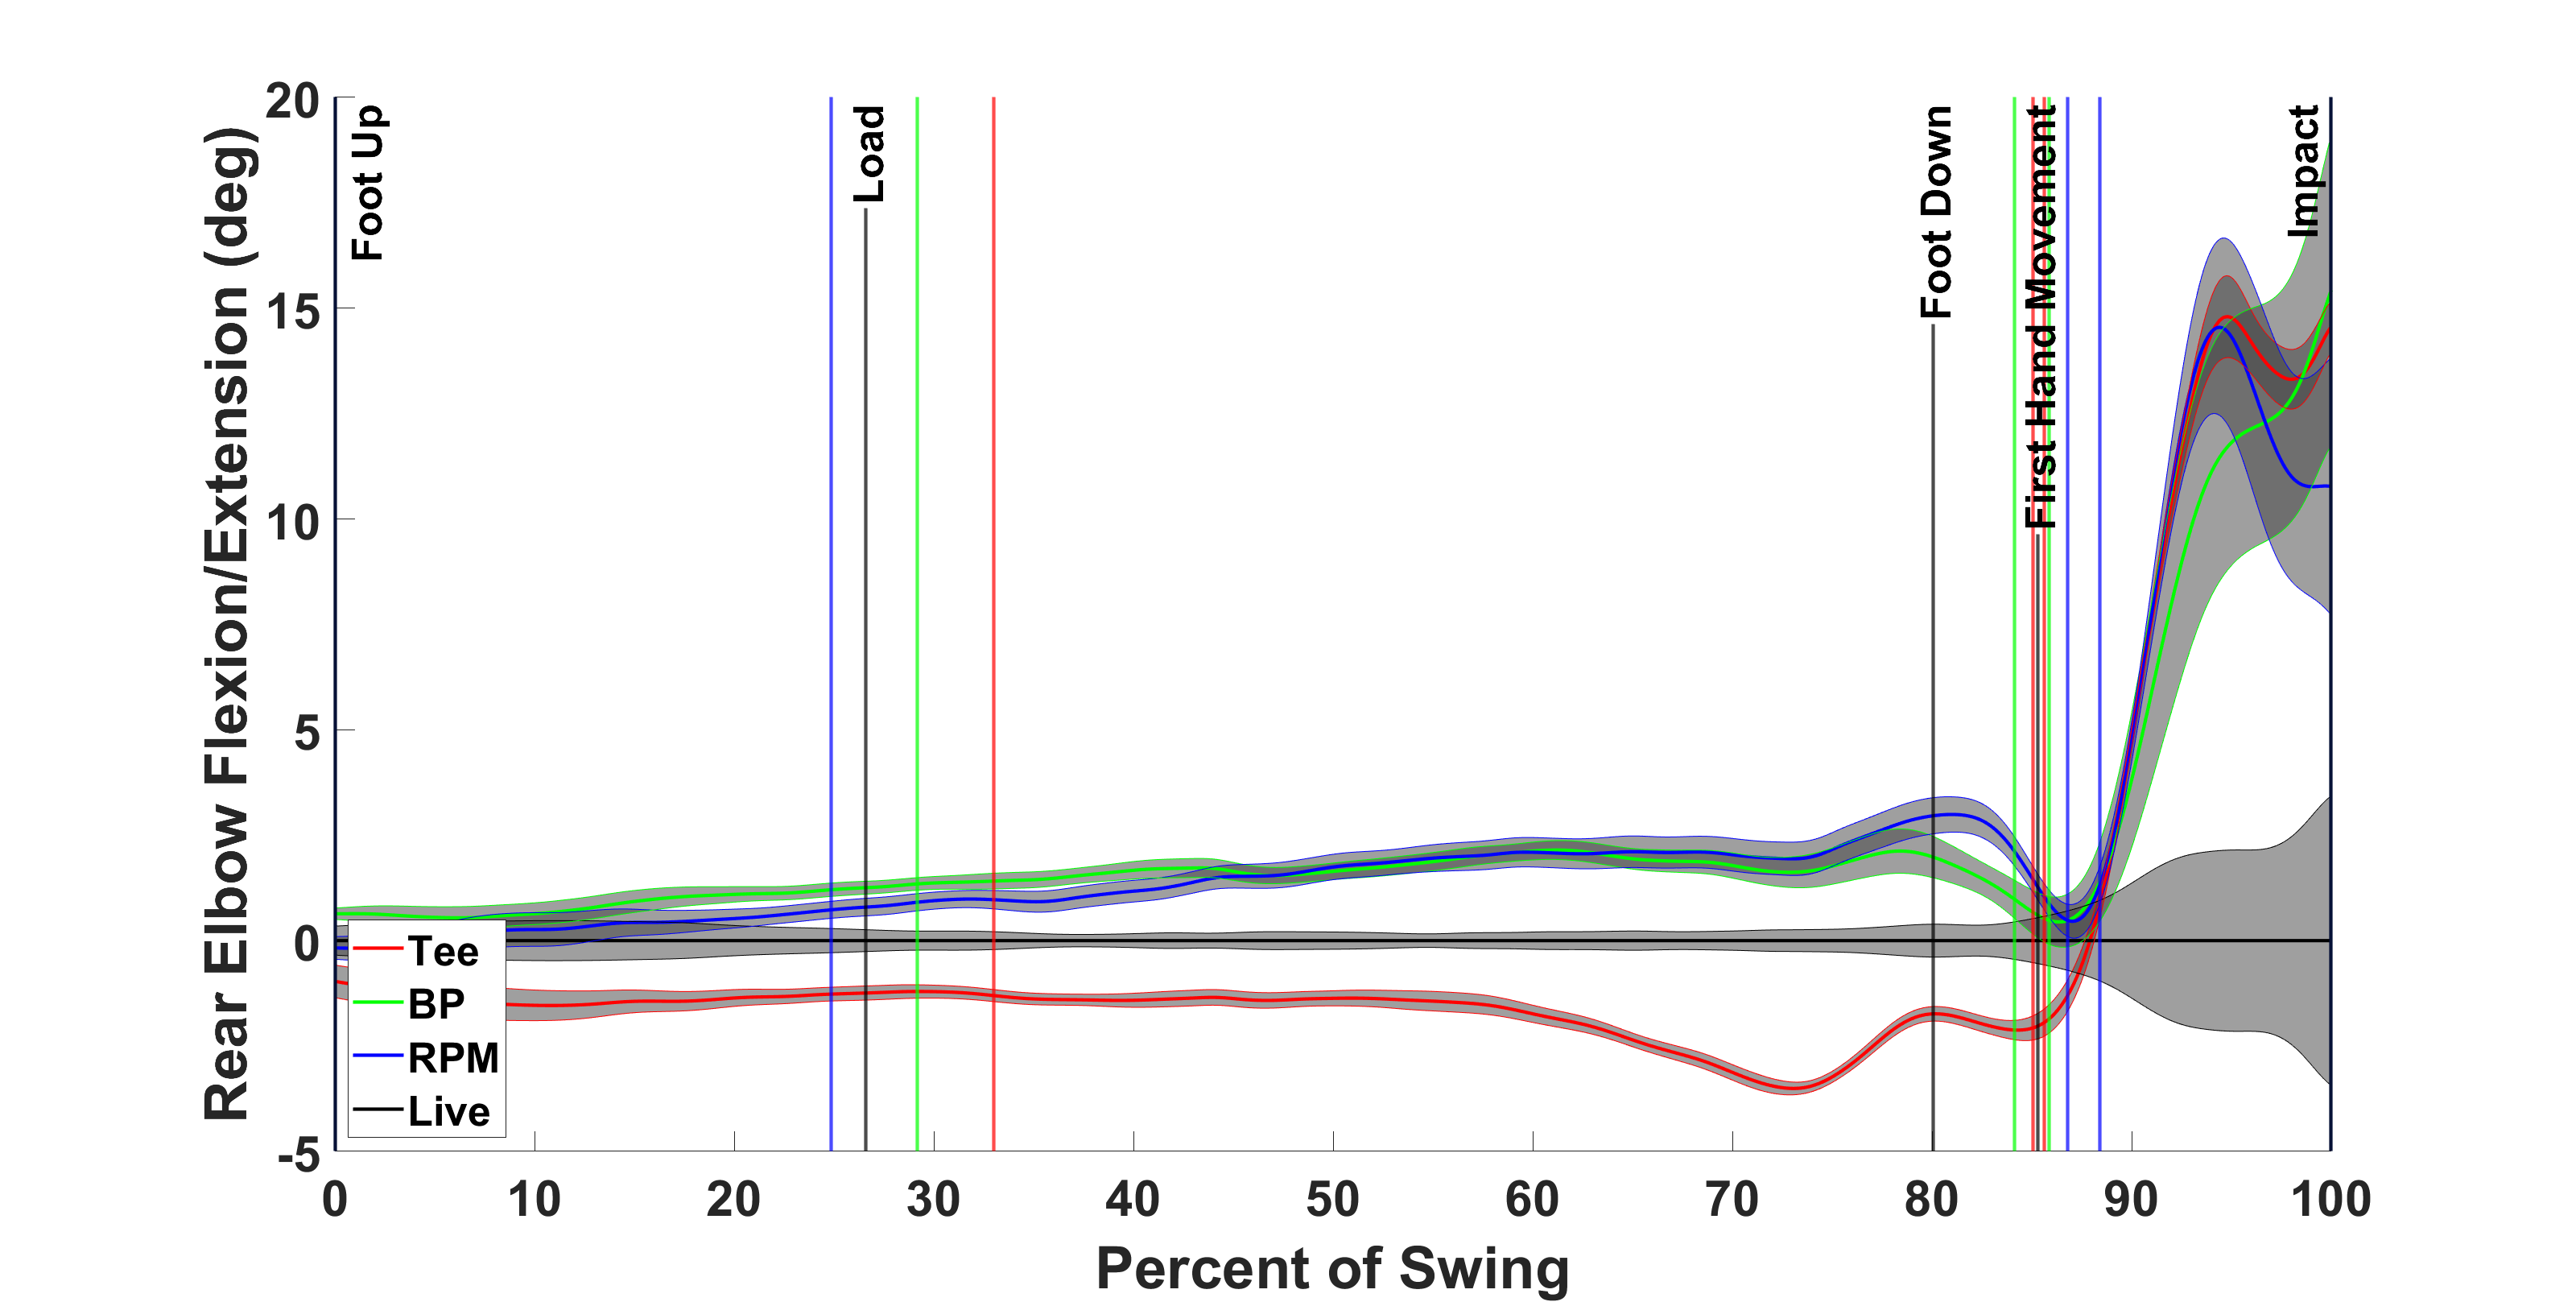 Rear Elbow Flexion/Extension (deg)
20
15
10
5
0
-5
Foot Up
Load
Foot Down
First Hand Movement
Impact
Tee
BP
RPM
Live
0 10 20 30 40 50 60 70 80 90 100
Percent of Swing